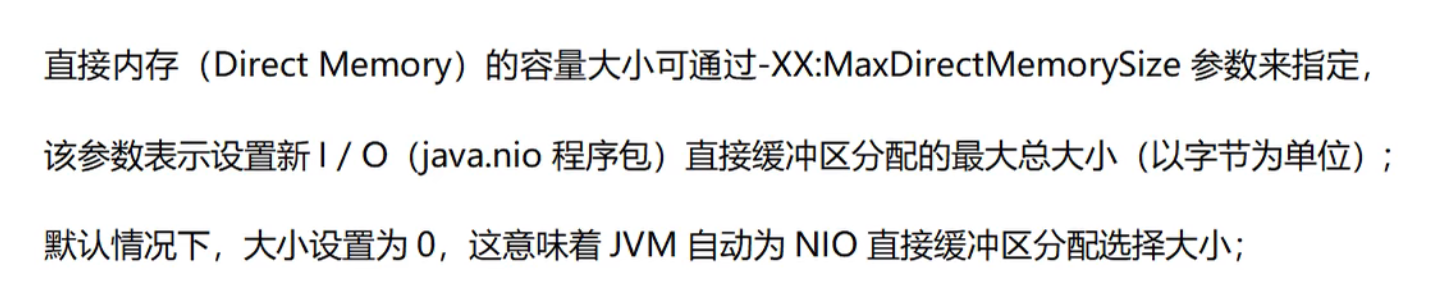 直接内存（Direct Memory）的容量大小可通过-XX:MaxDirectMemorySize 参数来指定，
该参数表示设置新 I / O（java.nio 程序包）直接缓冲区分配的最大总大小（以字节为单位）；
默认情况下，大小设置为 0，这意味着 JVM 自动为 NIO 直接缓冲区分配选择大小；